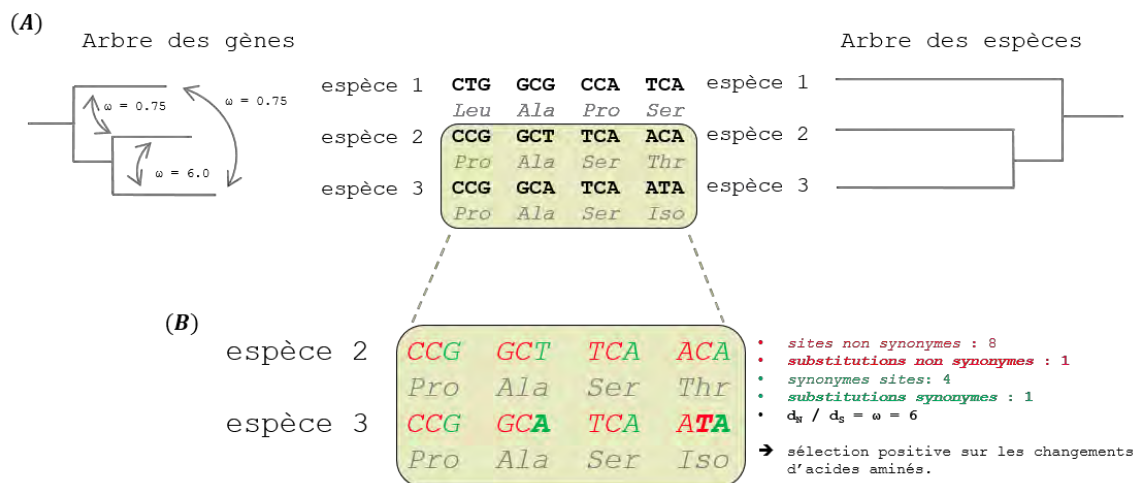 (A)
Arbre des gènes
Arbre des espèces
ω = 0.75
ω = 0.75
ω = 6.0
espèce 1 CTG GCG CCA TCA espèce 1
Leu Ala Pro Ser
espèce 2 CCG GCT TCA ACA espèce 2
Pro Ala Ser Thr
espèce 3 CCG GCA TCA ATA espèce 3
Pro Ala Ser Iso
(B)
espèce 2 CCG GCT TCA ACA
Pro Ala Ser Thr
espèce 3 CCG GCA TCA ATA
Pro Ala Ser Iso
• sites non synonymes : 8
• substitutions non synonymes : 1
• synonymes sites: 4
• substitutions synonymes : 1
• dN / dS = ω = 6
➔ sélection positive sur les changements
d'acides aminés.